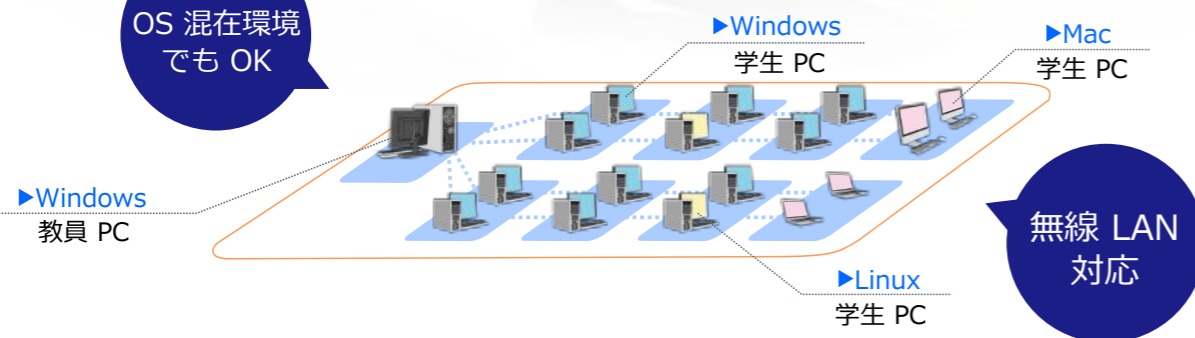 OS 混在環境
でも OK
▶Windows
学生 PC
▶Mac
学生 PC
▶Windows
教員 PC
無線 LAN
対応
▶Linux
学生 PC